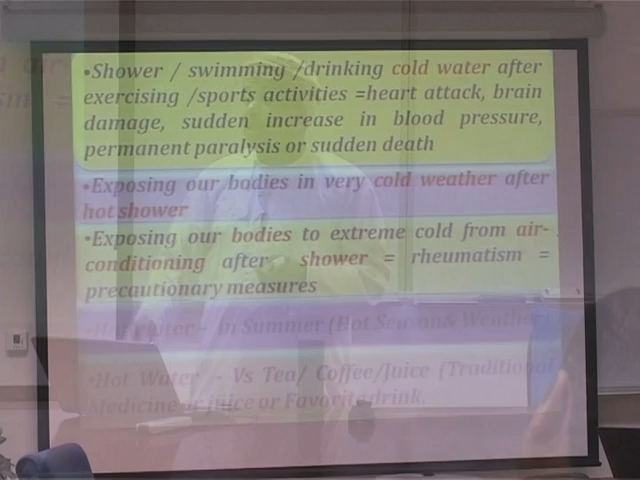 •Shower / swimming /drinking cold water after
exercising /sports activities =heart attack, brain
damage, sudden increase in blood pressure,
permanent paralysis or sudden death
•Exposing our bodies in very cold weather after
hot shower
•Exposing our bodies to extreme cold from air-
conditioning after a shower = rheumatism =
precautionary measures
•Hot Water – in Summer (Hot Season& Weather)
•Hot Water - Vs Tea/ Coffee/Juice (Traditional
Medicine or juice or Favorite drink.